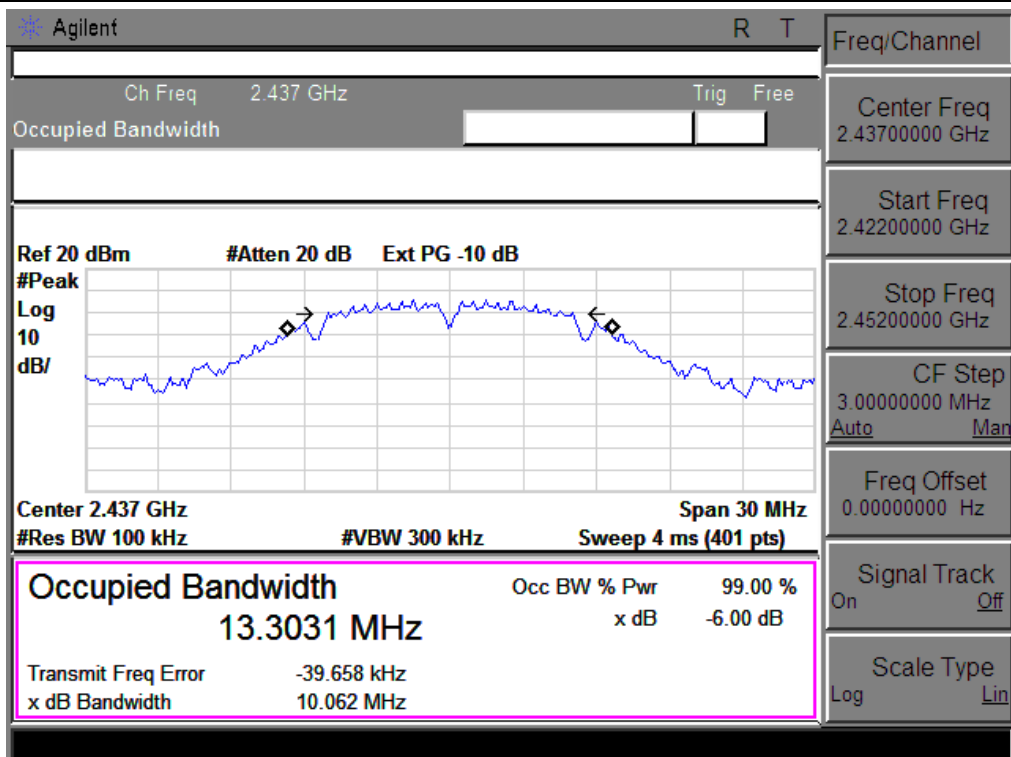 Agilent R T
Ch Freq 2.437 GHz Trig Free
Occupied Bandwidth
Ref 20 dBm #Atten 20 dB Ext PG -10 dB
#Peak
Log
10
dB/
Center 2.437 GHz Span 30 MHz
#Res BW 100 kHz #VBW 300 kHz Sweep 4 ms (401 pts)
Occupied Bandwidth Occ BW % Pwr 99.00 %
13.3031 MHz x dB -6.00 dB
Transmit Freq Error -39.658 kHz
x dB Bandwidth 10.062 MHz
Freq/Channel
Center Freq
2.43700000 GHz
Start Freq
2.42200000 GHz
Stop Freq
2.45200000 GHz
CF Step
3.00000000 MHz
Auto Man
Freq Offset
0.00000000 Hz
Signal Track
On Off
Scale Type
Log Lin